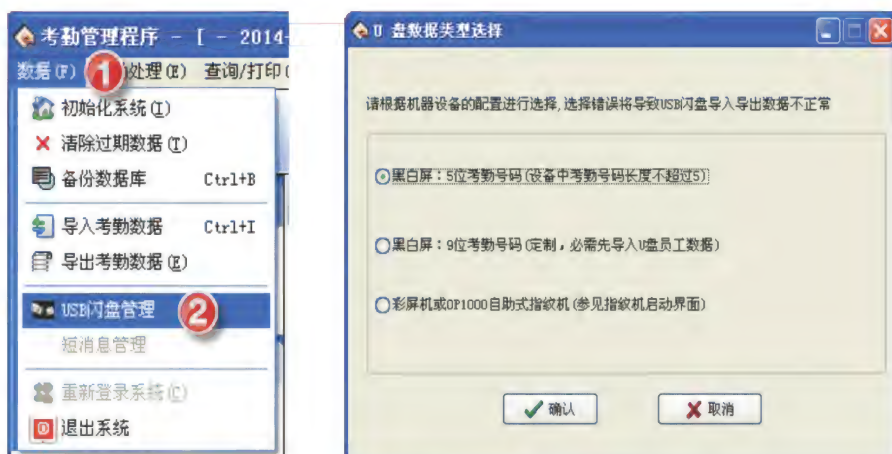 考勤管理程序 - [ - 2014-
数据(F) 1 处理(E) 查询/打印(
初始化系统(I)
清除过期数据(T)
备份数据库 Ctrl+B
导入考勤数据 Ctrl+I
导出考勤数据(E)
USB闪盘管理 2
短消息管理
重新登录系统(C)
退出系统
U 盘数据类型选择
请根据机器设备的配置进行选择,选择错误将导致USB闪盘导入导出数据不正常
黑白屏:5位考勤号码(设备中考勤号码长度不超过5)
黑白屏:9位考勤号码(定制,必需先导入U盘员工数据)
彩屏机或OP1000自助式指纹机(参见指纹机启动界面)
确认 取消